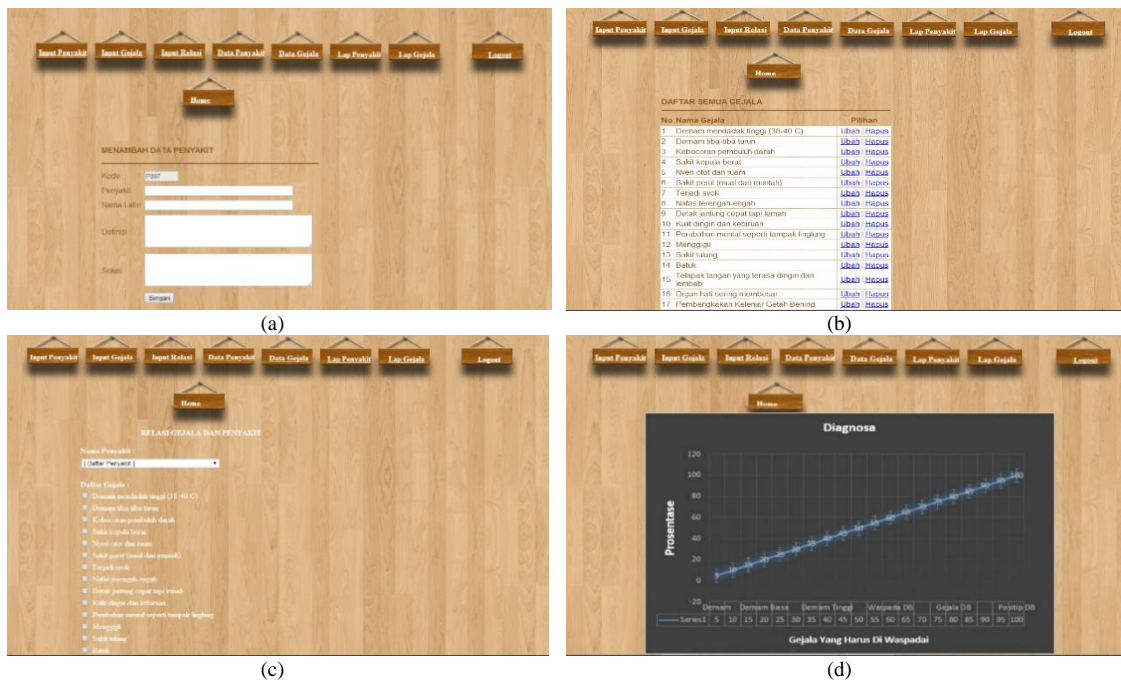 Input Penyakit Input Gejala Input Relasi Data Penyakit Data Gejala Lap Penyakit Lap Gejala Logout
Home
MENAMBAH DATA PENYAKIT
Kode :
Penyakit
Nama Latin
Definisi
Solusi
Simpan
(a)
Input Penyakit Input Gejala Input Relasi Data Penyakit Data Gejala Lap Penyakit Lap Gejala Logout
Home
DAFTAR SEMUA GEJALA
No Nama Gejala Pilihan
1 Demam mendadak tinggi (38-40 C) Ubah | Hapus
2 Demam tiba-tiba turun Ubah | Hapus
3 Kebocoran pembuluh darah Ubah | Hapus
4 Sakit kepala berat Ubah | Hapus
5 Nyeri otot dan ruam Ubah | Hapus
6 Sakit perut (mual dan muntah) Ubah | Hapus
7 Terjadi syok Ubah | Hapus
8 Nafas terengah-engah Ubah | Hapus
9 Detak jantung cepat tapi lemah Ubah | Hapus
10 Kulit dingin dan kebiruan Ubah | Hapus
11 Perubahan mental seperti tampak linglung Ubah | Hapus
12 Menggigil Ubah | Hapus
13 Sakit tulang Ubah | Hapus
14 Batuk Ubah | Hapus
15 Telapak tangan yang terasa dingin dan
lembab Ubah | Hapus
16 Organ hati sering membesar Ubah | Hapus
17 Pembengkakan Kelenjar Getah Bening Ubah | Hapus
(b)
Input Penyakit Input Gejala Input Relasi Data Penyakit Data Gejala Lap Penyakit Lap Gejala Logout
Home
RELASI GEJALA DAN PENYAKIT
Nama Penyakit :
[ Daftar Penyakit ]
Daftar Gejala :
Demam mendadak tinggi (38-40 C)
Demam tiba-tiba turun
Kebocoran pembuluh darah
Sakit kepala berat
Nyeri otot dan ruam
Sakit perut (mual dan muntah)
Terjadi syok
Nafas terengah-engah
Detak jantung cepat tapi lemah
Kulit dingin dan kebiruan
Perubahan mental seperti tampak linglung
Menggigil
Sakit tulang
Batuk
(c)
Input Penyakit Input Gejala Input Relasi Data Penyakit Data Gejala Lap Penyakit Lap Gejala Logout
Home
Diagnosa
Prosentase
120
100
80
60
40
20
0
-20
Demam Demam Biasa Demam Tinggi Waspada DB Gejala DB Positip DB
Series1 5 10 15 20 25 30 35 40 45 50 55 60 65 70 75 80 85 90 95 100
Gejala Yang Harus Di Waspadai
(d)